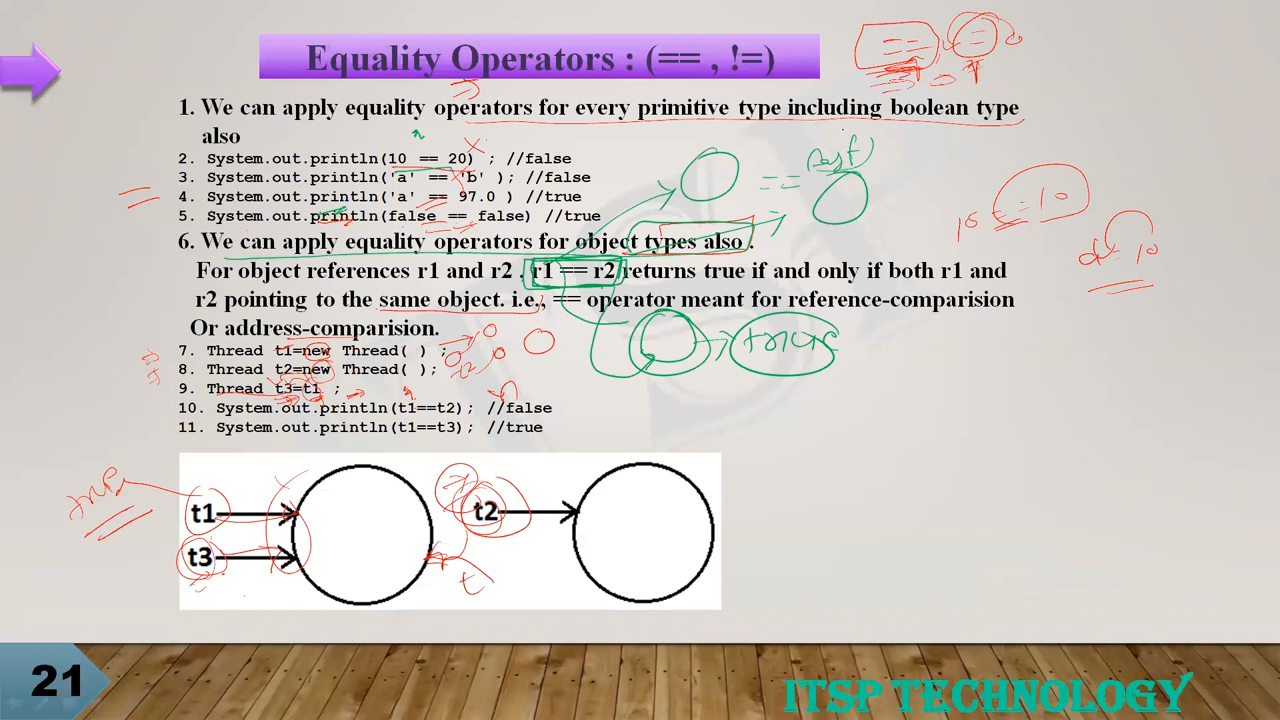 Equality Operators : (== , !=)
1. We can apply equality operators for every primitive type including boolean type
also
2. System.out.println(10 == 20) ; //false
3. System.out.println('a' == 'b' ); //false
4. System.out.println('a' == 97.0 ) //true
5. System.out.println(false == false) //true
6. We can apply equality operators for object types also .
For object references r1 and r2 , r1 == r2 returns true if and only if both r1 and
r2 pointing to the same object. i.e., == operator meant for reference-comparision
Or address-comparision.
7. Thread t1=new Thread( ) ;
8. Thread t2=new Thread( );
9. Thread t3=t1 ;
10. System.out.println(t1==t2); //false
11. System.out.println(t1==t3); //true
t1
t3
t2
21
ITSP TECHNOLOGY